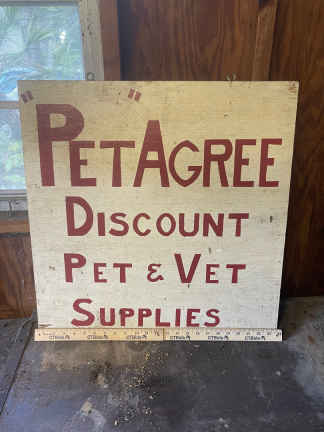 "PETAGREE"
DISCOUNT
PET & VET
SUPPLIES